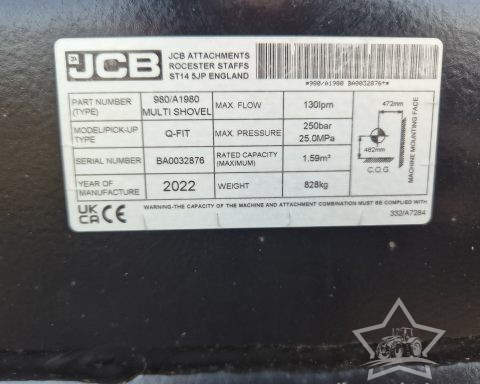 JCB
JCB ATTACHMENTS
ROCESTER STAFFS
ST14 5JP ENGLAND
*980/A1980 BA0032876**
PART NUMBER (TYPE) 980/A1980 MULTI SHOVEL MAX. FLOW 130lpm
MODEL/PICK-UP TYPE Q-FIT MAX. PRESSURE 250bar 25.0MPa
SERIAL NUMBER BA0032876 RATED CAPACITY (MAXIMUM) 1.59m³
YEAR OF MANUFACTURE 2022 WEIGHT 828kg
472mm
482mm
C.O.G.
MACHINE MOUNTING FACE
UK CA CE
WARNING-THE CAPACITY OF THE MACHINE AND ATTACHMENT COMBINATION MUST BE COMPLIED WITH
332/A7284